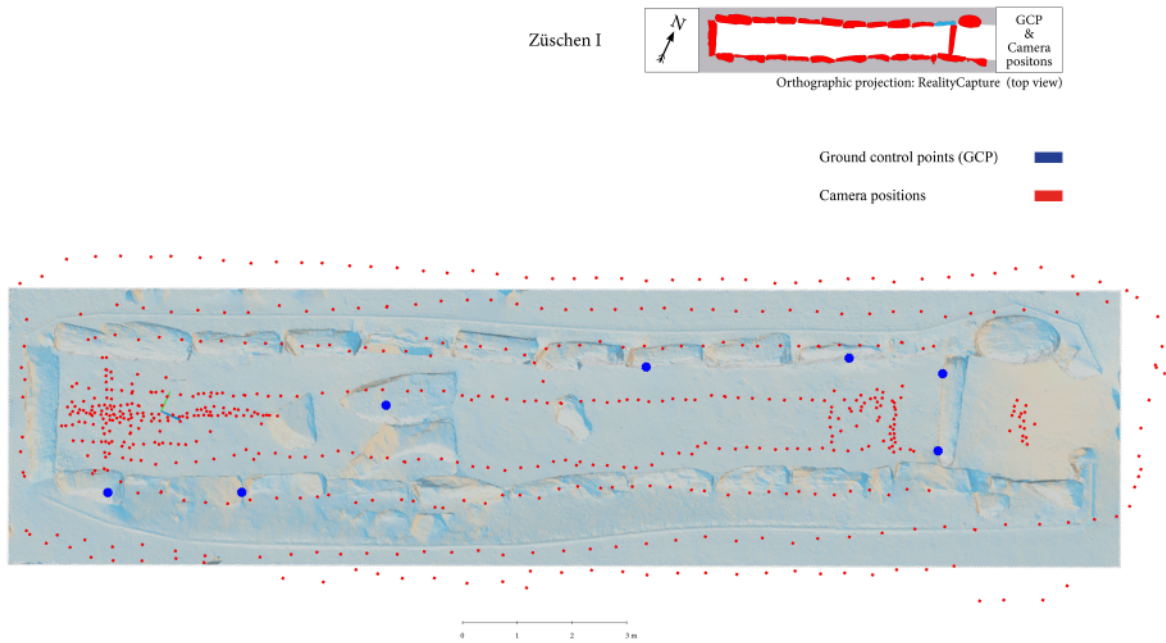 Züschen I
N
GCP
&
Camera
positons
Orthographic projection: RealityCapture (top view)
Ground control points (GCP)
Camera positions
0 1 2 3 m